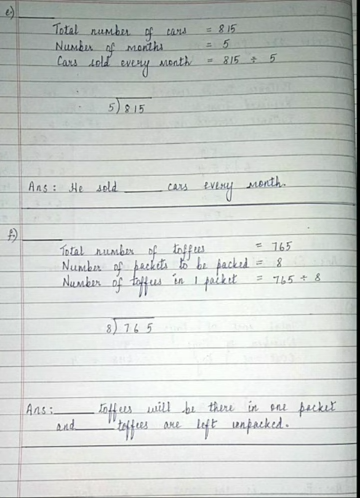 e)
Total number of cars = 815
Number of months = 5
Cars sold every month = 815 ÷ 5
5)815
Ans: He sold ______ cars every month.
f)
Total number of toffees = 765
Number of packets to be packed = 8
Number of toffees in 1 packet = 765 ÷ 8
8)765
Ans: ______ toffees will be there in one packet
and ______ toffees are left unpacked.